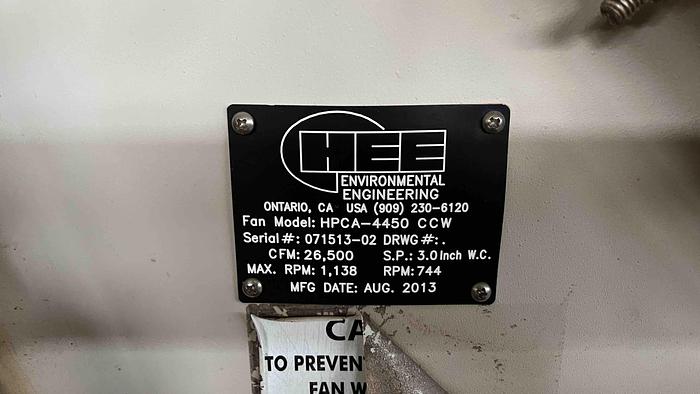 HEE
ENVIRONMENTAL
ENGINEERING
ONTARIO, CA USA (909) 230-6120
Fan Model: HPCA-4450 CCW
Serial #: 071513-02 DRWG #: .
CFM: 26,500 S.P.: 3.0 Inch W.C.
MAX. RPM: 1,138 RPM: 744
MFG DATE: AUG. 2013
CA
TO PREVEN
FAN W